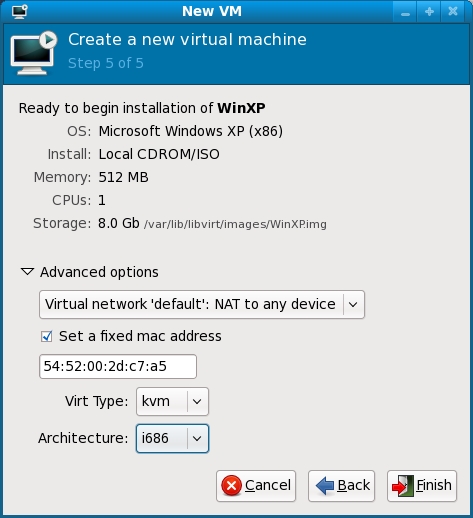 New VM
Create a new virtual machine
Step 5 of 5
Ready to begin installation of WinXP
OS: Microsoft Windows XP (x86)
Install: Local CDROM/ISO
Memory: 512 MB
CPUs: 1
Storage: 8.0 Gb /var/lib/libvirt/images/WinXP.img
Advanced options
Virtual network 'default': NAT to any device
Set a fixed mac address
54:52:00:2d:c7:a5
Virt Type: kvm
Architecture: i686
Cancel Back Finish